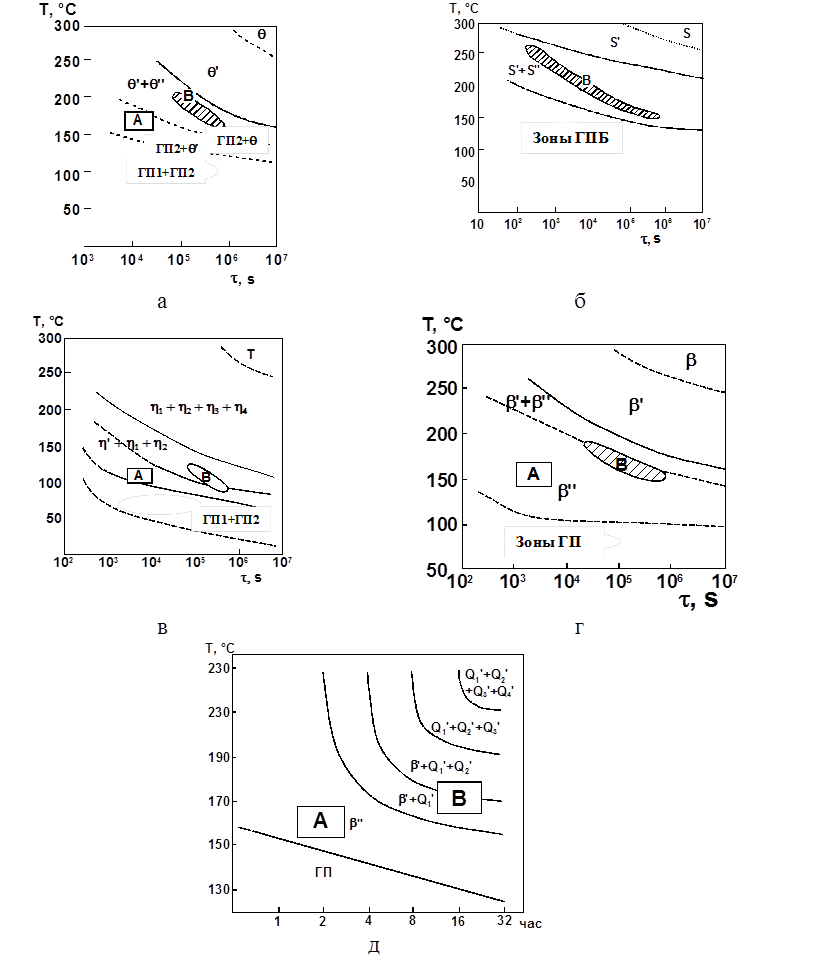 T, °C
300
250
200
150
100
50
θ
θ'
θ'+θ''
B
A
ГП2+θ
ГП2+θ'
ГП1+ГП2
10³ 10⁴ 10⁵ 10⁶ 10⁷
τ, s
а
T, °C
300
250
200
150
100
50
S
S'
S'+S''
B
Зоны ГПБ
10 10² 10³ 10⁴ 10⁵ 10⁶ 10⁷
τ, s
б
T, °C
300
250
200
150
100
50
T
η₁ + η₂ + η₃ + η₄
η' + η₁ + η₂
A
B
ГП1+ГП2
10² 10³ 10⁴ 10⁵ 10⁶ 10⁷
τ, s
в
T, °C
300
250
200
150
100
50
β
β'
β'+β''
B
A
β''
Зоны ГП
10² 10³ 10⁴ 10⁵ 10⁶ 10⁷
τ, s
г
T, °C
230
230
190
170
150
130
Q₁'+Q₂'
+Q₃'+Q₄'
Q₁'+Q₂'+Q₃'
β'+Q₁'+Q₂'
β'+Q₁'
B
A
β''
ГП
1 2 4 8 16 32 час
д